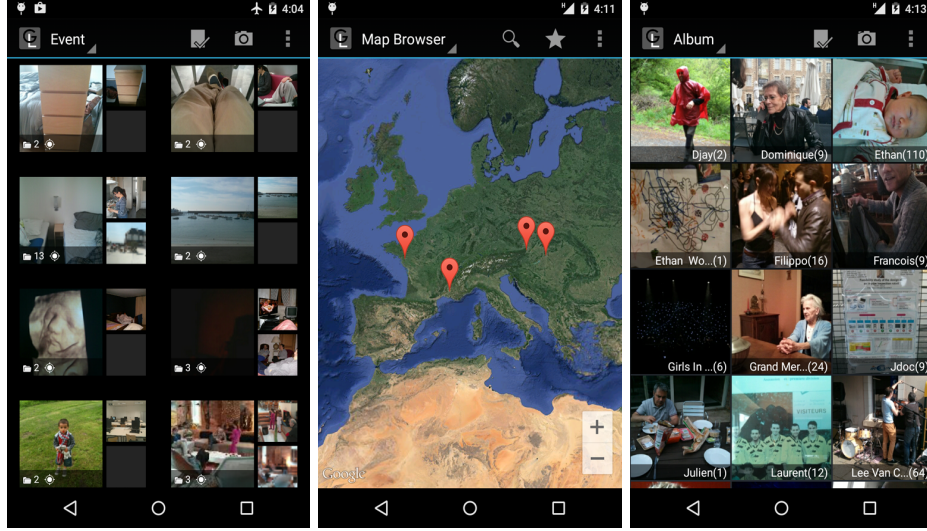 4:04
Event
2
2
13
2
2
3
2
3
4:11
Map Browser
+
−
Google
4:13
Album
Djay(2)
Dominique(9)
Ethan(110)
Ethan Wo...(1)
Filippo(16)
Francois(9)
Girls In ...(6)
Grand Mer...(24)
Jdoc(9)
Julien(1)
VISITEURS
Laurent(12)
Lee Van C...(64)